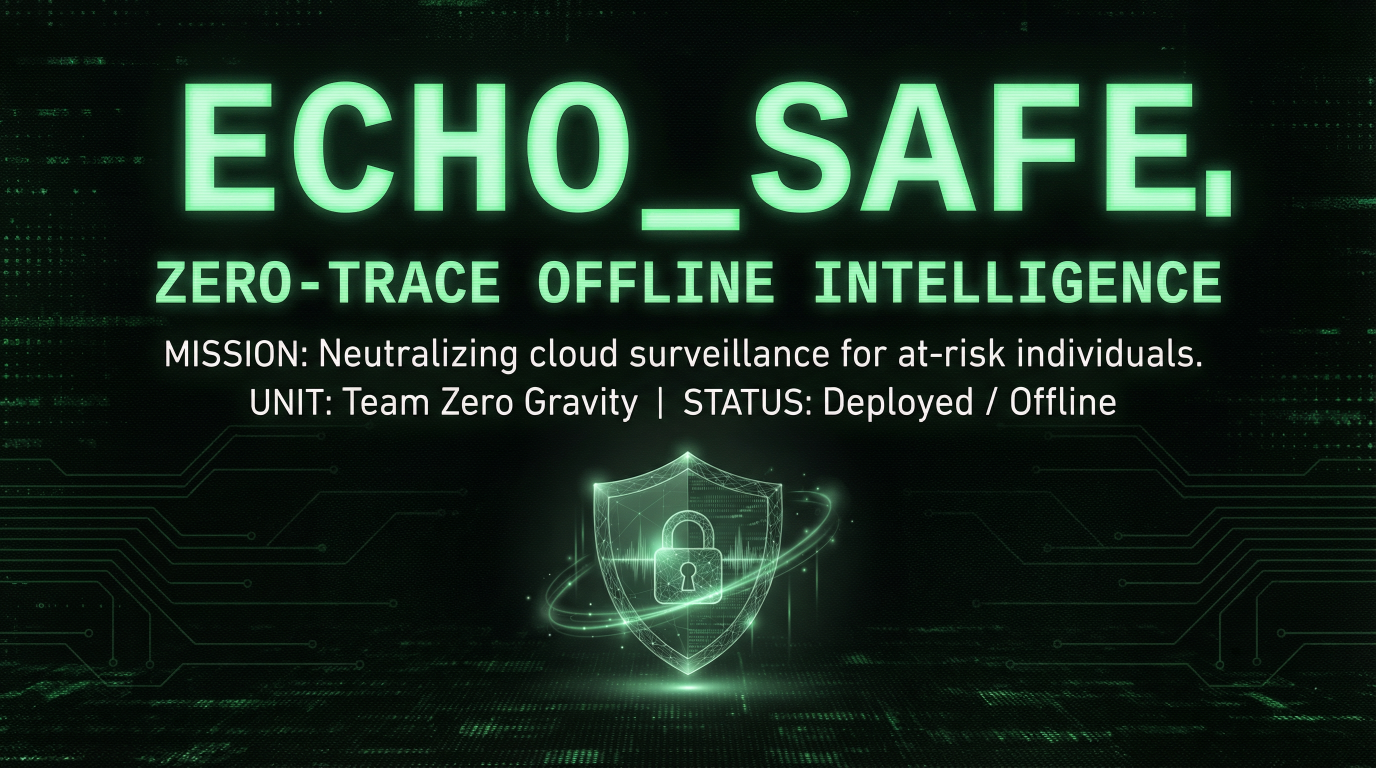 ECHO_SAFE.
ZERO-TRACE OFFLINE INTELLIGENCE
MISSION: Neutralizing cloud surveillance for at-risk individuals.
UNIT: Team Zero Gravity | STATUS: Deployed / Offline